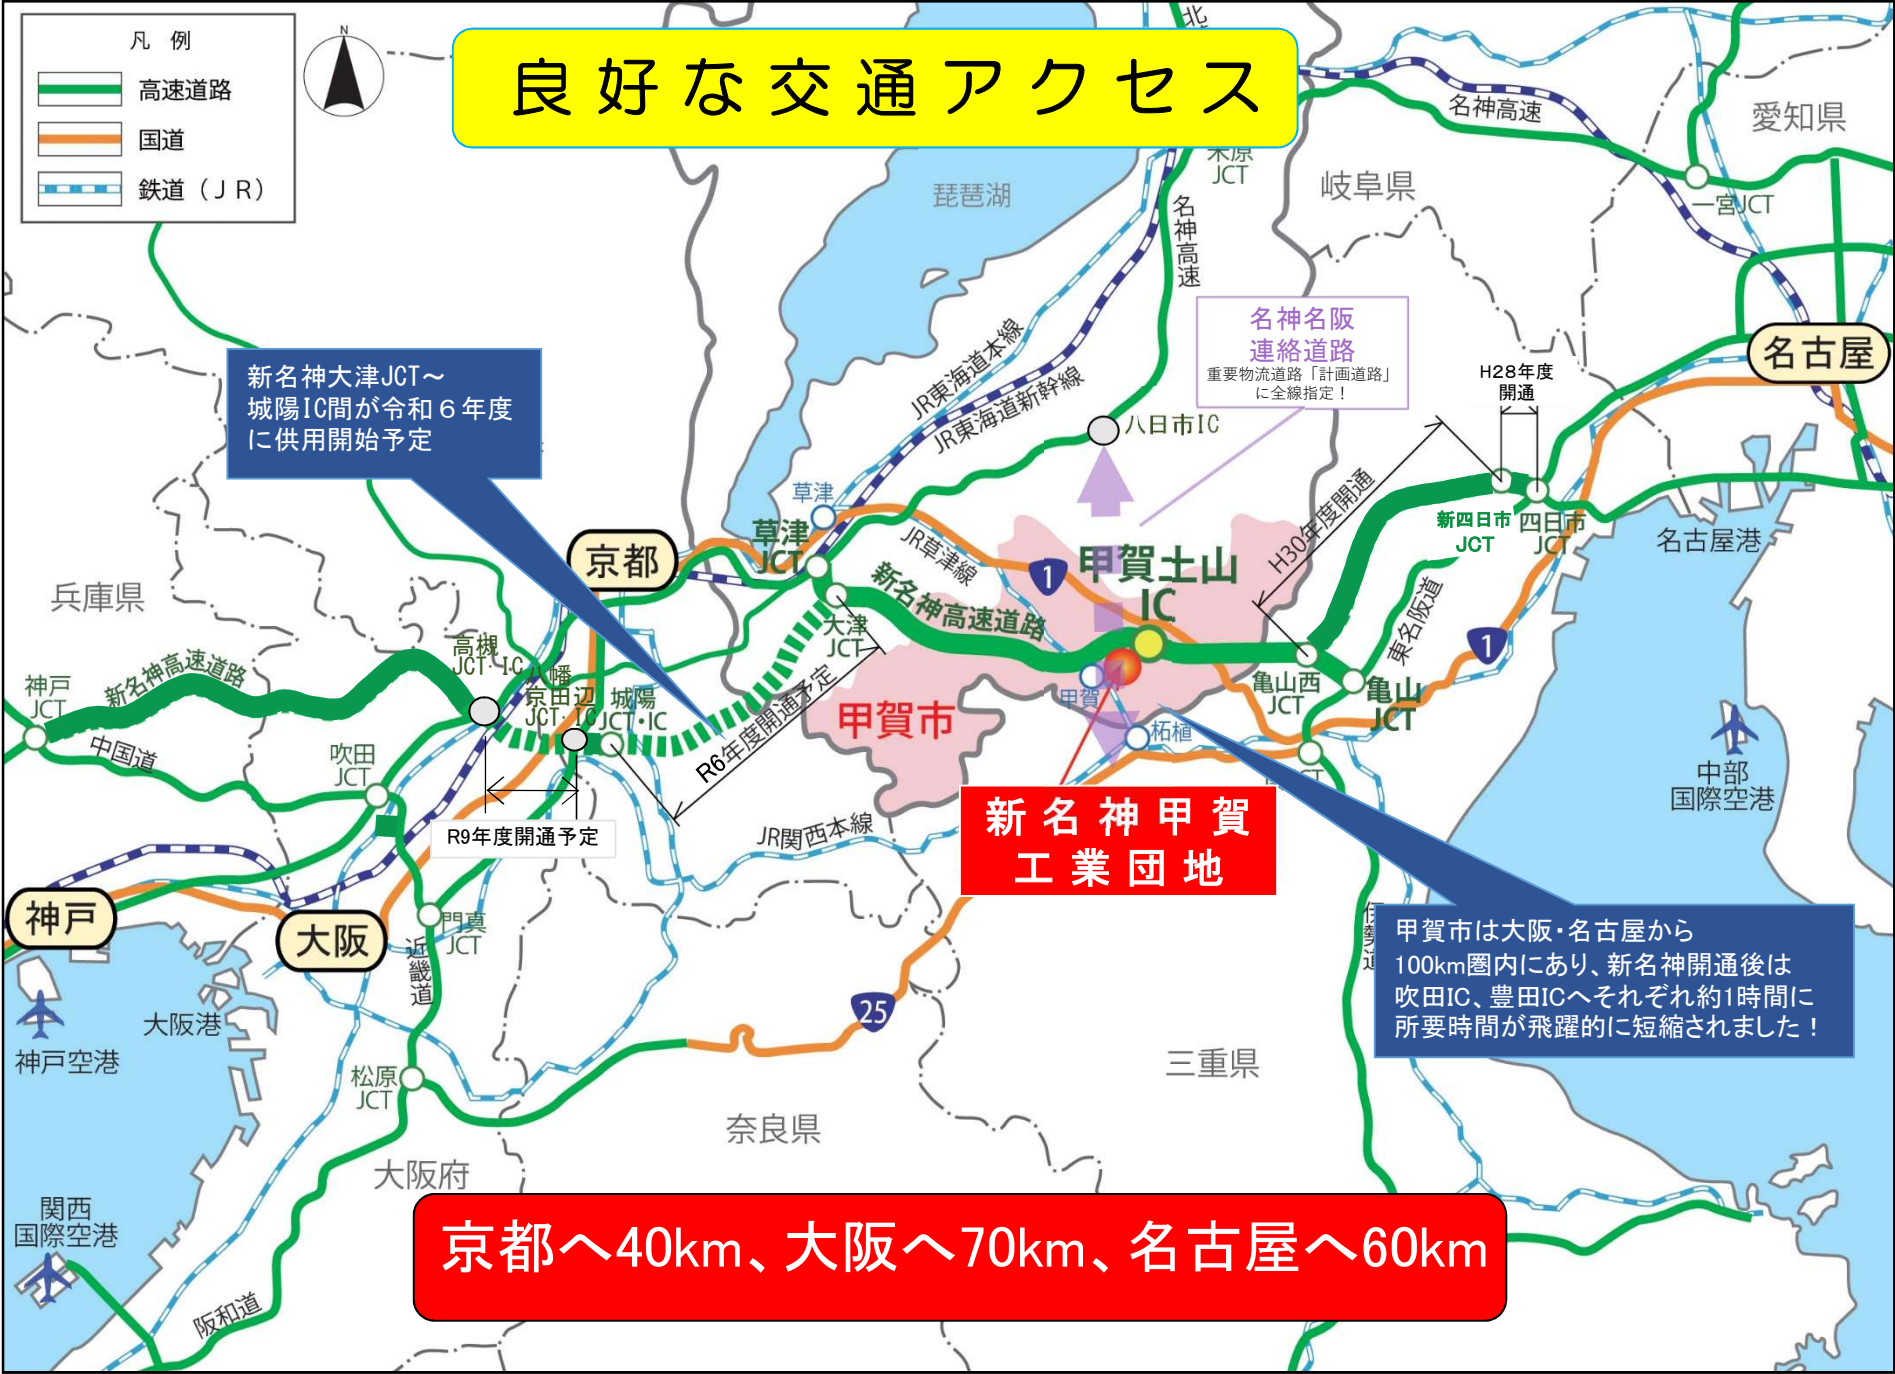 良好な交通アクセス
凡 例
高速道路
国道
鉄道（ＪＲ）
N
北
名神高速
愛知県
米原
JCT
岐阜県
一宮JCT
琵琶湖
名神高速
名神名阪
連絡道路
重要物流道路「計画道路」
に全線指定！
H28年度
開通
名古屋
新名神大津JCT～
城陽IC間が令和６年度
に供用開始予定
JR東海道本線
JR東海道新幹線
八日市IC
H30年度開通
草津
草津
JCT
新四日市
JCT
四日市
JCT
名古屋港
京都
JR草津線
1
甲賀土山
IC
新名神高速道路
兵庫県
大津
JCT
東名阪道
1
高槻
JCT・IC
八幡
京田辺
JCT・IC
城陽
JCT・IC
新名神高速道路
神戸
JCT
中国道
吹田
JCT
R6年度開通予定
甲賀市
甲賀
柘植
亀山西
JCT
亀山
JCT
JCT
中部
国際空港
R9年度開通予定
JR関西本線
新名神甲賀
工業団地
神戸
大阪
門真
JCT
近畿道
伊勢道
甲賀市は大阪・名古屋から
100km圏内にあり、新名神開通後は
吹田IC、豊田ICへそれぞれ約1時間に
所要時間が飛躍的に短縮されました！
25
大阪港
神戸空港
松原
JCT
三重県
奈良県
大阪府
関西
国際空港
阪和道
京都へ40km、大阪へ70km、名古屋へ60km